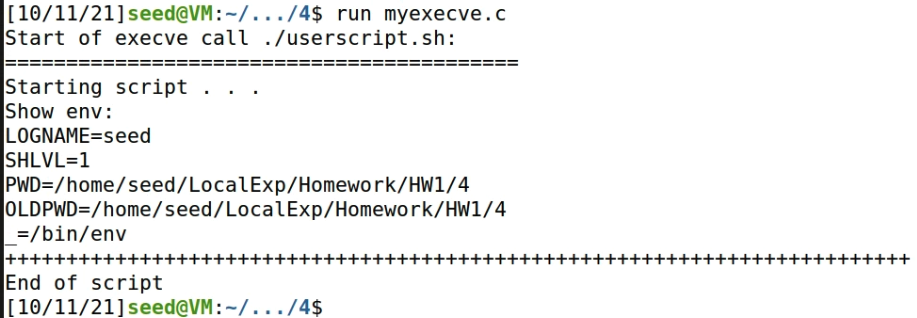 [10/11/21]seed@VM:~/.../4$ run myexecve.c
Start of execve call ./userscript.sh:
==========================================
Starting script . . .
Show env:
LOGNAME=seed
SHLVL=1
PWD=/home/seed/LocalExp/Homework/HW1/4
OLDPWD=/home/seed/LocalExp/Homework/HW1/4
_=/bin/env
++++++++++++++++++++++++++++++++++++++++++++++++++++++++++++++++++++++++++
End of script
[10/11/21]seed@VM:~/.../4$